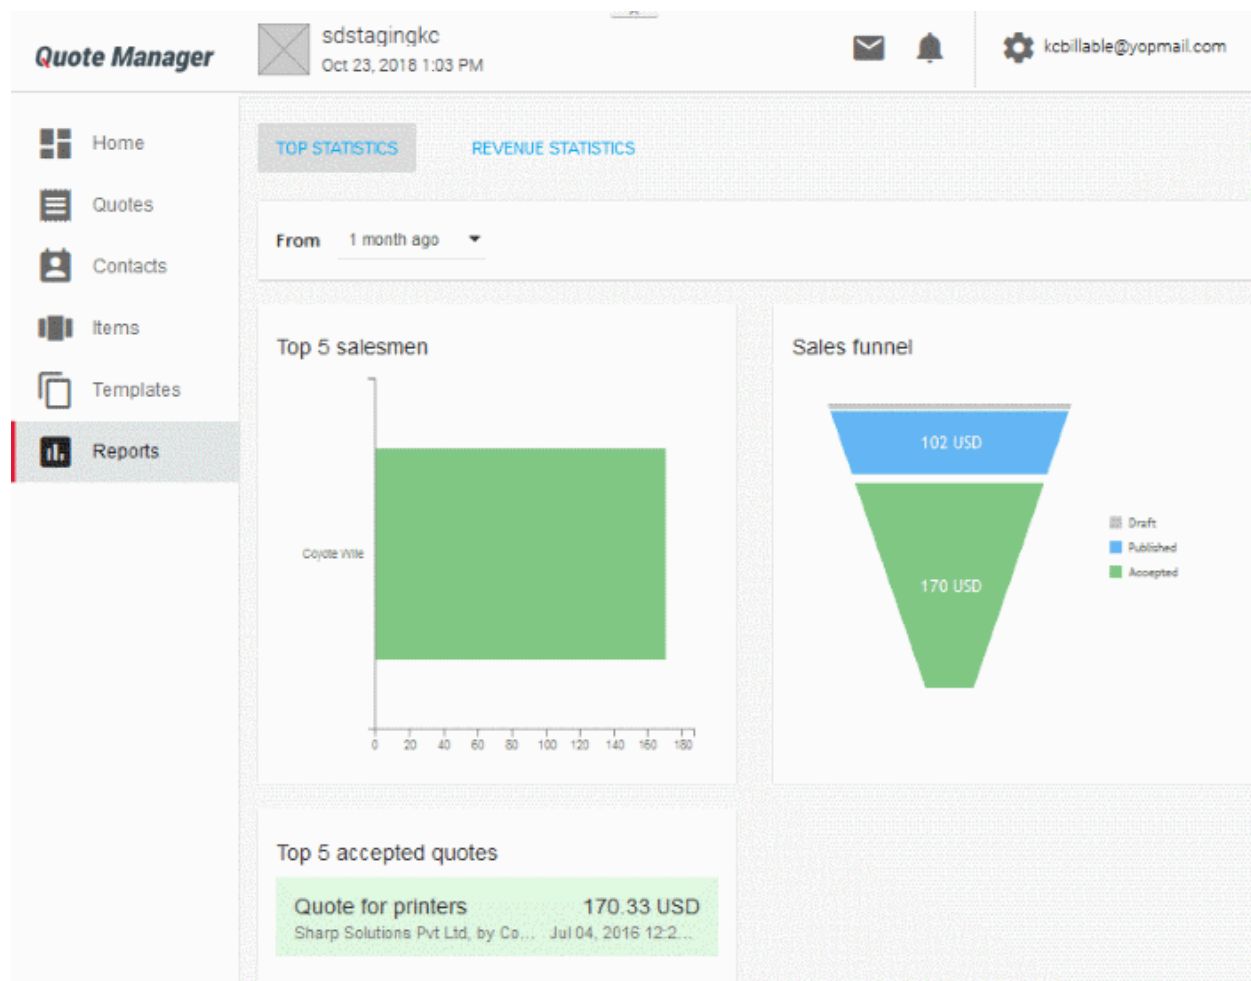 Quote Manager
sdstagingkc
Oct 23, 2018 1:03 PM
kcbillable@yopmail.com
Home
Quotes
Contacts
Items
Templates
Reports
TOP STATISTICS
REVENUE STATISTICS
From 1 month ago
Top 5 salesmen
Coyote Wile
0 20 40 60 80 100 120 140 160 180
Sales funnel
102 USD
170 USD
Draft
Published
Accepted
Top 5 accepted quotes
Quote for printers 170.33 USD
Sharp Solutions Pvt Ltd, by Co... Jul 04, 2016 12:2...